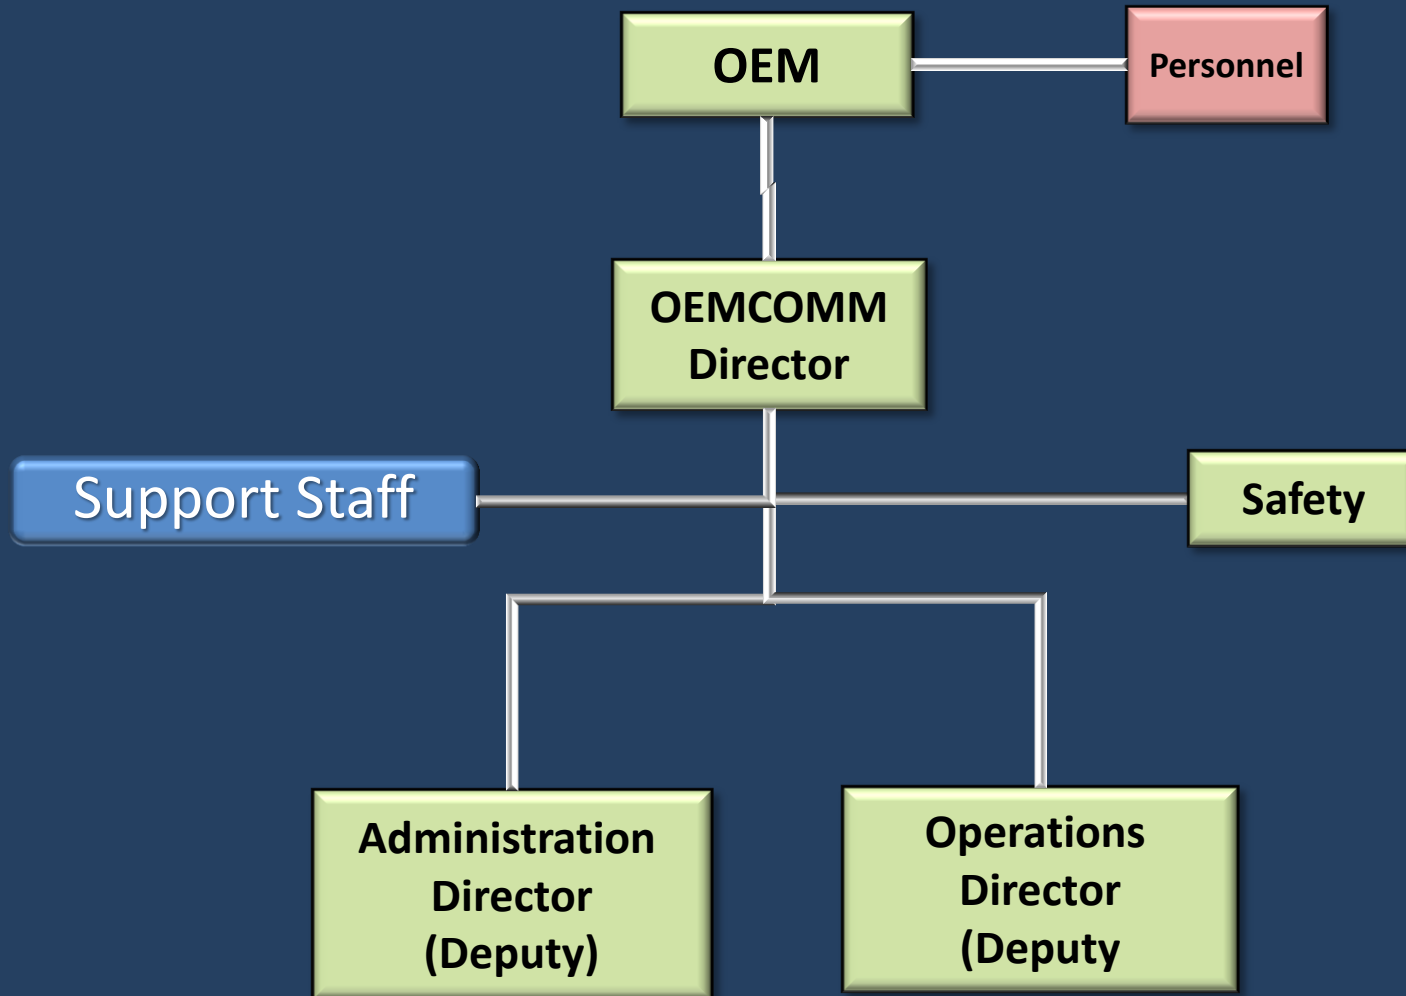 OEM
Personnel
OEMCOMM
Director
Support Staff
Safety
Administration
Director
(Deputy)
Operations
Director
(Deputy